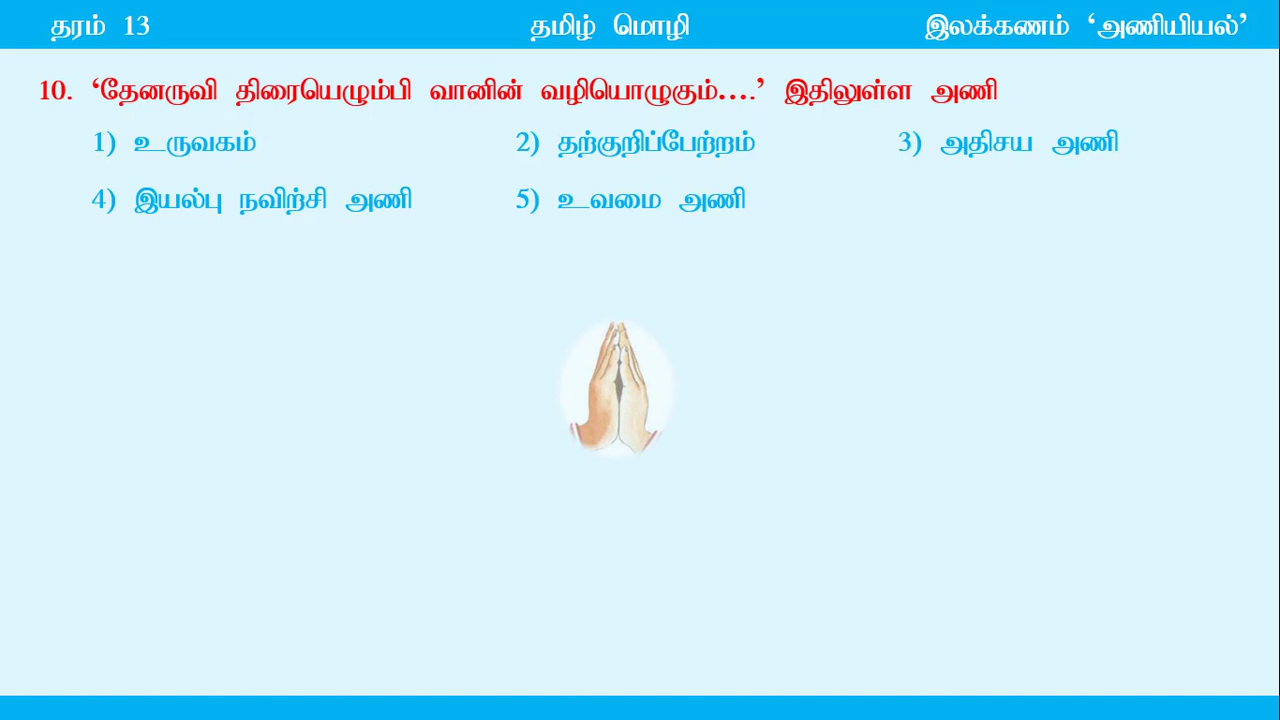 தரம் 13 தமிழ் மொழி இலக்கணம் ‘அணியியல்’
10. ‘தேனருவி திரையெழும்பி வானின் வழியொழுகும்….’ இதிலுள்ள அணி
1) உருவகம் 2) தற்குறிப்பேற்றம் 3) அதிசய அணி
4) இயல்பு நவிற்சி அணி 5) உவமை அணி